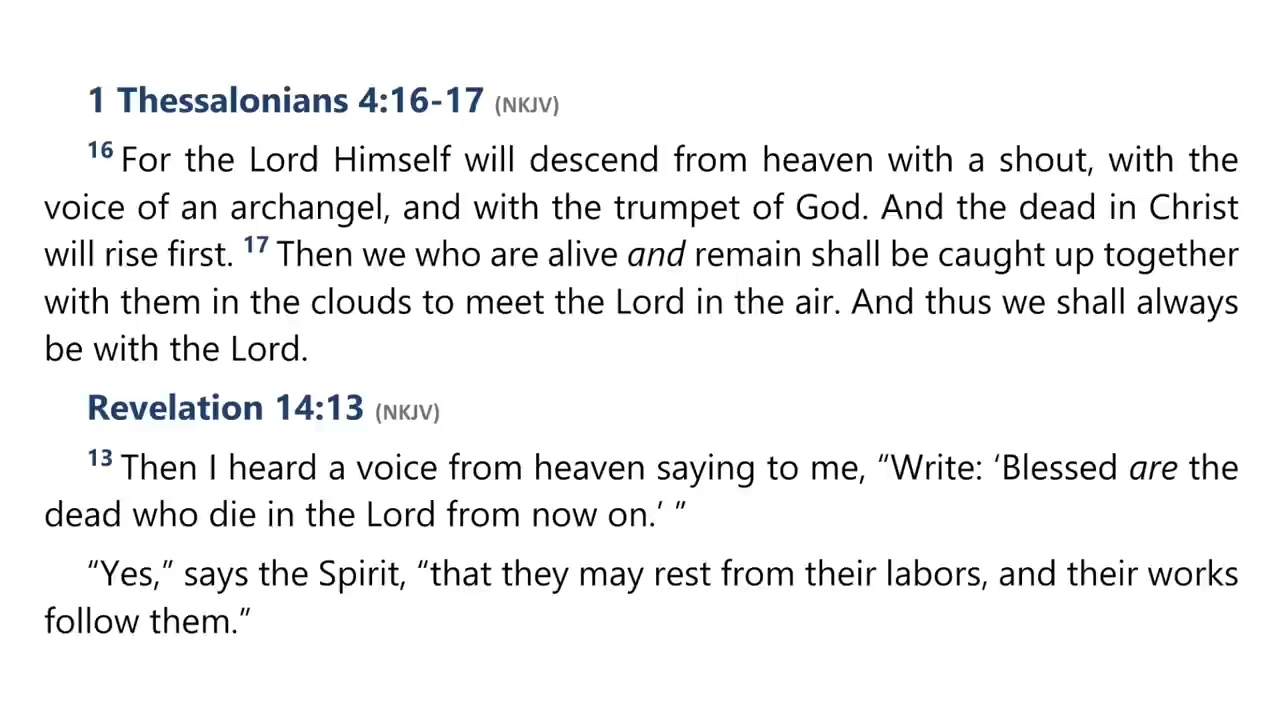 1 Thessalonians 4:16-17 (NKJV)
16 For the Lord Himself will descend from heaven with a shout, with the
voice of an archangel, and with the trumpet of God. And the dead in Christ
will rise first. 17 Then we who are alive and remain shall be caught up together
with them in the clouds to meet the Lord in the air. And thus we shall always
be with the Lord.
Revelation 14:13 (NKJV)
13 Then I heard a voice from heaven saying to me, “Write: ‘Blessed are the
dead who die in the Lord from now on.’ ”
“Yes,” says the Spirit, “that they may rest from their labors, and their works
follow them.”